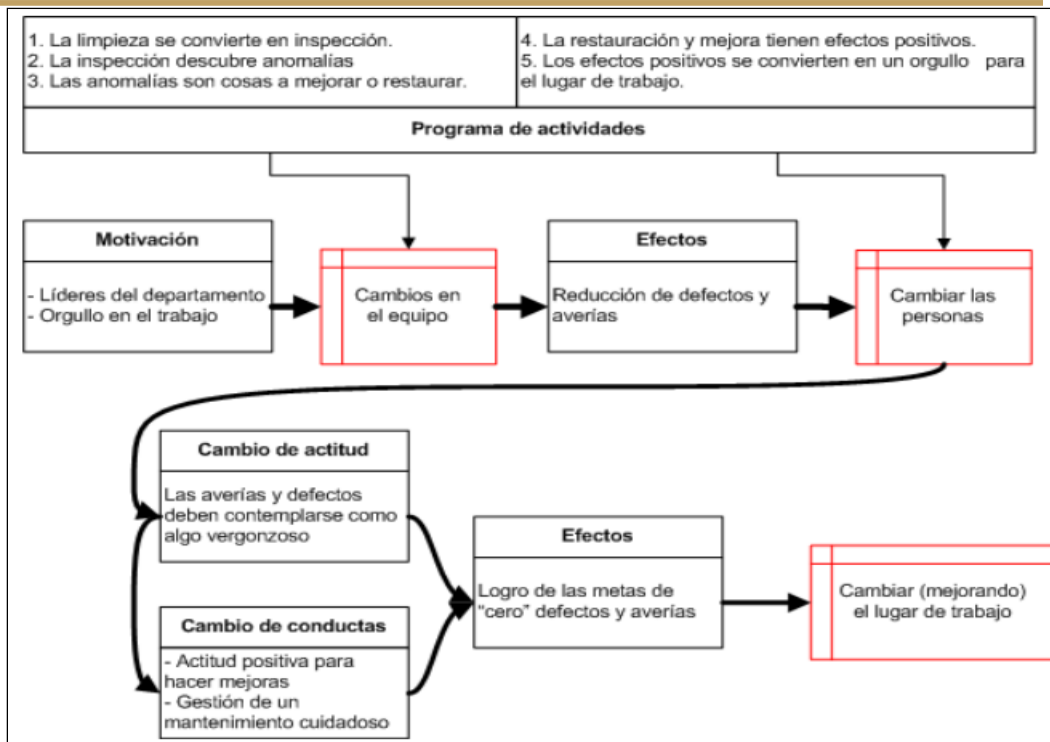 1. La limpieza se convierte en inspección.
2. La inspección descubre anomalías
3. Las anomalías son cosas a mejorar o restaurar.
4. La restauración y mejora tienen efectos positivos.
5. Los efectos positivos se convierten en un orgullo para
el lugar de trabajo.
Programa de actividades
Motivación
- Líderes del departamento
- Orgullo en el trabajo
Cambios en
el equipo
Efectos
Reducción de defectos y
averías
Cambiar las
personas
Cambio de actitud
Las averías y defectos
deben contemplarse como
algo vergonzoso
Cambio de conductas
- Actitud positiva para
hacer mejoras
- Gestión de un
mantenimiento cuidadoso
Efectos
Logro de las metas de
“cero” defectos y averías
Cambiar (mejorando)
el lugar de trabajo